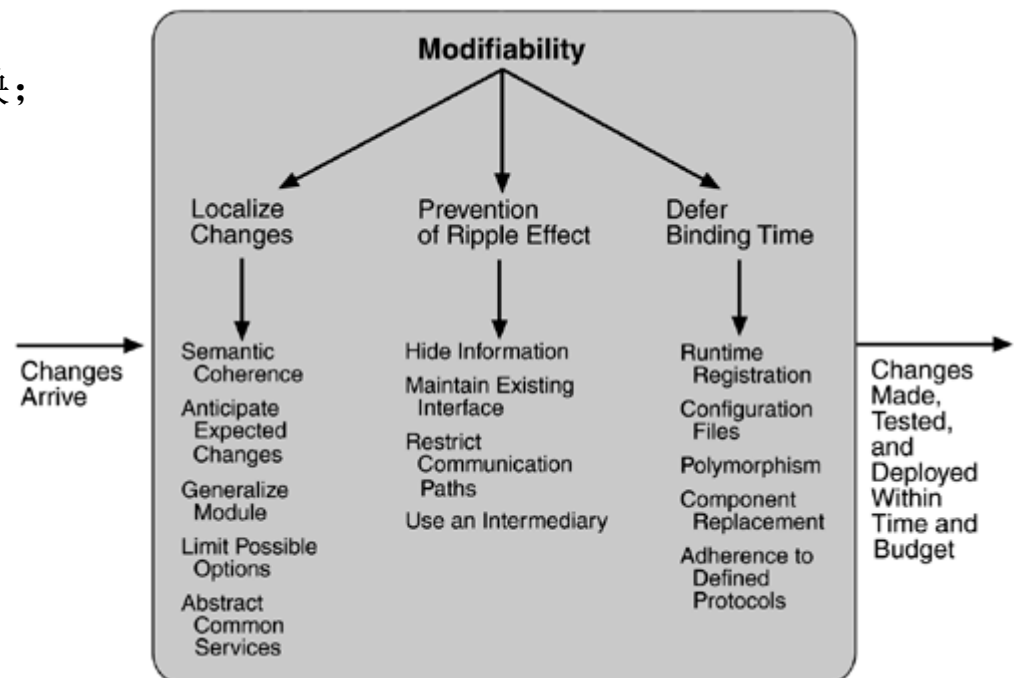 Modifiability
Localize
Changes
Prevention
of Ripple Effect
Defer
Binding Time
Changes
Arrive
Semantic
Coherence
Anticipate
Expected
Changes
Generalize
Module
Limit Possible
Options
Abstract
Common
Services
Hide Information
Maintain Existing
Interface
Restrict
Communication
Paths
Use an Intermediary
Runtime
Registration
Configuration
Files
Polymorphism
Component
Replacement
Adherence to
Defined
Protocols
Changes
Made,
Tested,
and
Deployed
Within
Time and
Budget